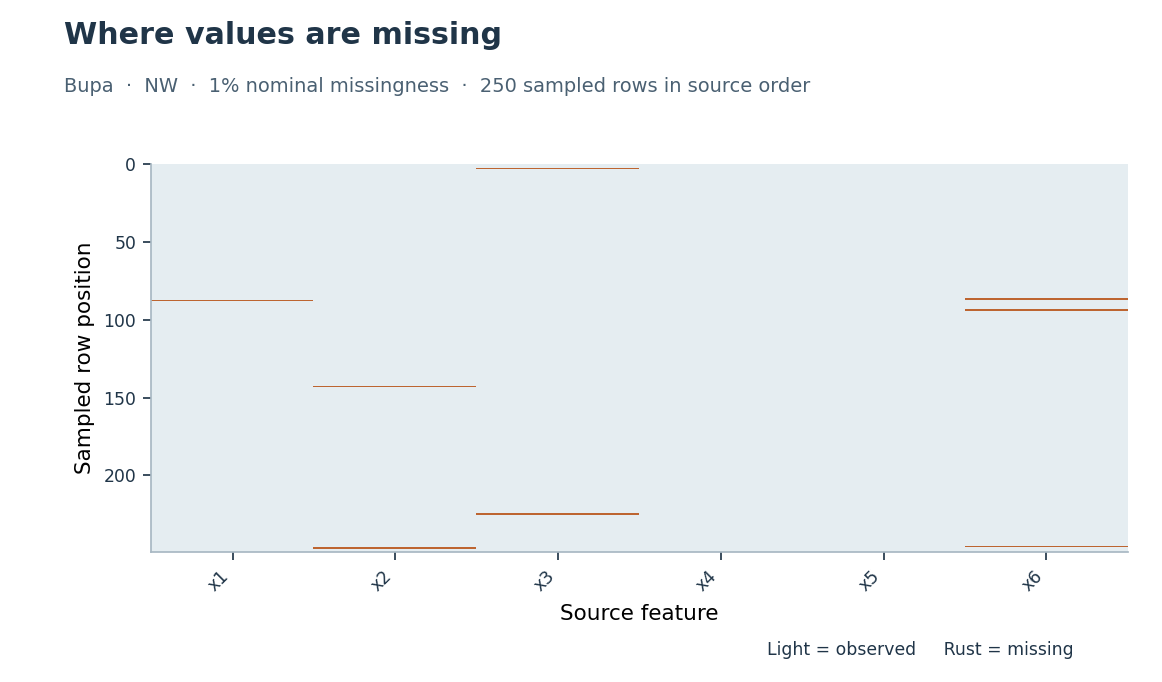 Where values are missing
Bupa · NW · 1% nominal missingness · 250 sampled rows in source order
0
50
100
150
200
Sampled row position
x1 x2 x3 x4 x5 x6
Source feature
Light = observed Rust = missing